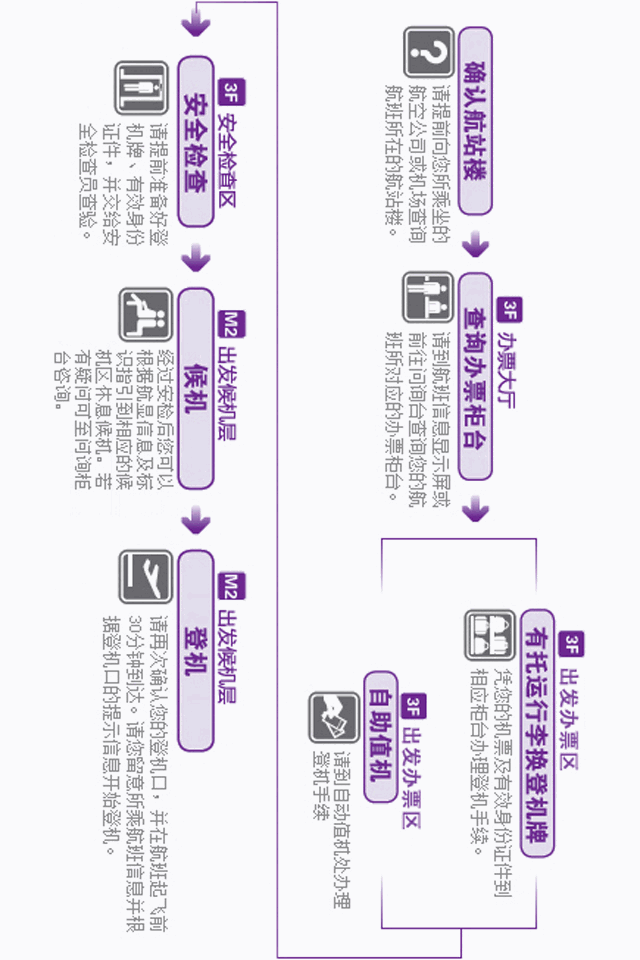 确认航站楼
请提前向您所乘坐的
航空公司或机场查询
航班所在的航站楼。
3F 办票大厅
查询办票柜台
请到航班信息显示屏或
前往问询台查询您的航
班所对应的办票柜台。
3F 出发办票区
有托运行李换登机牌
凭您的机票及有效身份证件到
相应柜台办理登机手续。
3F 出发办票区
自助值机
请到自动值机处办理
登机手续
3F 安全检查区
安全检查
请提前准备好登
机牌、有效身份
证件，并交给安
全检查员查验。
M2 出发候机层
候机
经过安检后您可以
根据航显信息及标
识指引到相应的候
机区休息候机。若
有疑问可至问询柜
台咨询。
M2 出发候机层
登机
请再次确认您的登机口，并在航班起飞前
30分钟到达。请您留意所乘航班信息并根
据登机口的提示信息开始登机。